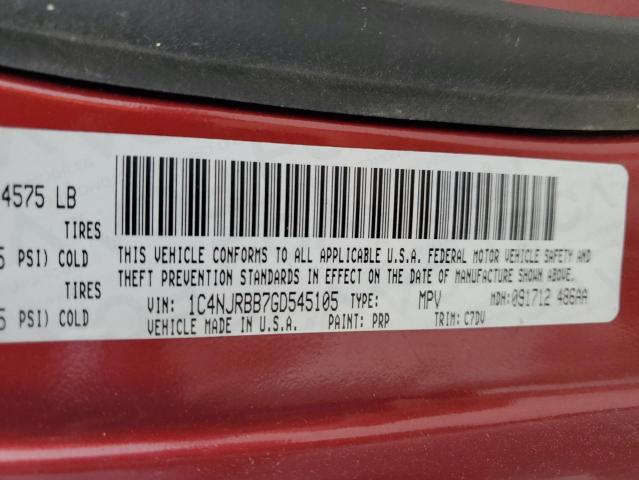 4575 LB
TIRES
5 PSI) COLD
TIRES
5 PSI) COLD
THIS VEHICLE CONFORMS TO ALL APPLICABLE U.S.A. FEDERAL MOTOR VEHICLE SAFETY AND
THEFT PREVENTION STANDARDS IN EFFECT ON THE DATE OF MANUFACTURE SHOWN ABOVE.
VIN: 1C4NJRBB7GD545105 TYPE: MPV MDH: 091712 486AA
VEHICLE MADE IN U.S.A. PAINT: PRP TRIM: C7DV